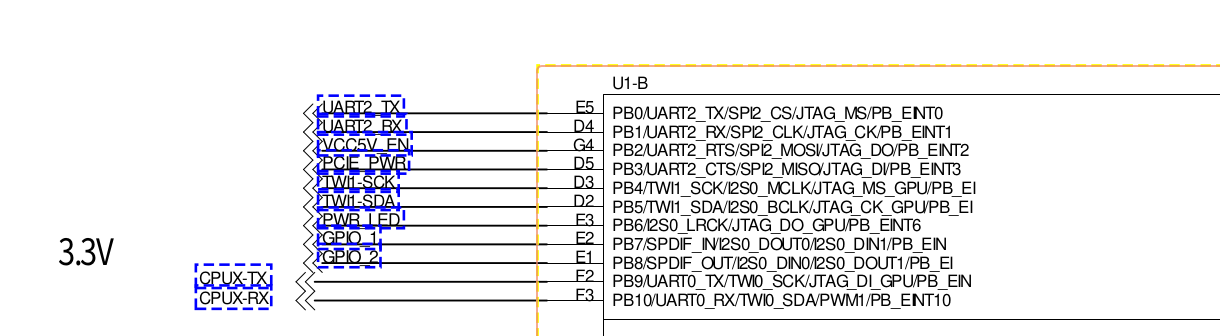 U1-B
UART2_TX E5 PB0/UART2_TX/SPI2_CS/JTAG_MS/PB_EINT0
UART2_RX D4 PB1/UART2_RX/SPI2_CLK/JTAG_CK/PB_EINT1
VCC5V_EN G4 PB2/UART2_RTS/SPI2_MOSI/JTAG_DO/PB_EINT2
PCIE_PWR D5 PB3/UART2_CTS/SPI2_MISO/JTAG_DI/PB_EINT3
TWI1-SCK D3 PB4/TWI1_SCK/I2S0_MCLK/JTAG_MS_GPU/PB_EI
TWI1-SDA D2 PB5/TWI1_SDA/I2S0_BCLK/JTAG_CK_GPU/PB_EI
PWR_LED E3 PB6/I2S0_LRCK/JTAG_DO_GPU/PB_EINT6
GPIO_1 E2 PB7/SPDIF_IN/I2S0_DOUT0/I2S0_DIN1/PB_EIN
3.3V
GPIO_2 E1 PB8/SPDIF_OUT/I2S0_DIN0/I2S0_DOUT1/PB_EI
CPUX-TX F2 PB9/UART0_TX/TWI0_SCK/JTAG_DI_GPU/PB_EIN
CPUX-RX F3 PB10/UART0_RX/TWI0_SDA/PWM1/PB_EINT10